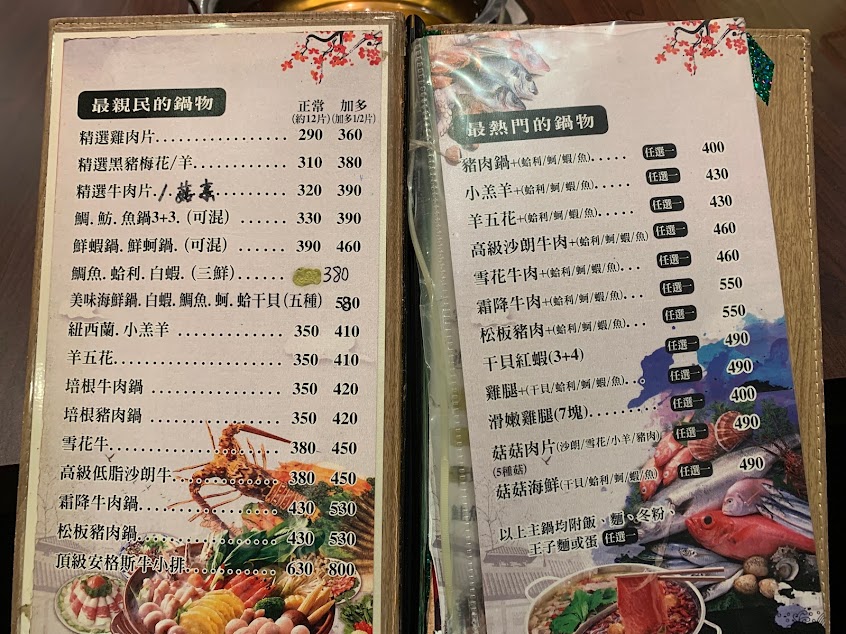 最親民的鍋物
正常 加多
(約12片)(加多1/2片)
精選雞肉片 290 360
精選黑豬梅花/羊 310 380
精選牛肉片 320 390
鯛.魴.魚鍋3+3.(可混) 330 390
鮮蝦鍋.鮮蚵鍋.(可混) 390 460
鯛魚.蛤利.白蝦.(三鮮) 380
美味海鮮鍋.白蝦.鯛魚.蚵.蛤干貝(五種) 580
紐西蘭.小羔羊 350 410
羊五花 350 410
培根牛肉鍋 350 420
培根豬肉鍋 350 420
雪花牛 380 450
高級低脂沙朗牛 380 450
霜降牛肉鍋 430 530
松板豬肉鍋 430 530
頂級安格斯牛小排 630 800
最熱門的鍋物
豬肉鍋+(蛤利/蚵/蝦/魚) 任選一 400
小羔羊+(蛤利/蚵/蝦/魚) 任選一 430
羊五花+(蛤利/蚵/蝦/魚) 任選一 430
高級沙朗牛肉+(蛤利/蚵/蝦/魚) 任選一 460
雪花牛肉+(蛤利/蚵/蝦/魚) 任選一 460
霜降牛肉+(蛤利/蚵/蝦/魚) 任選一 550
松板豬肉+(蛤利/蚵/蝦/魚) 任選一 550
干貝紅蝦(3+4) 490
雞腿+(干貝/蛤利/蚵/蝦/魚) 任選一 490
滑嫩雞腿(7塊) 任選一 400
菇菇肉片(沙朗/雪花/小羊/豬肉) 任選一 490
(5種菇)
菇菇海鮮(干貝/蛤利/蚵/蝦/魚) 任選一 490
以上主鍋均附飯、麵、冬粉、
王子麵或蛋 任選一